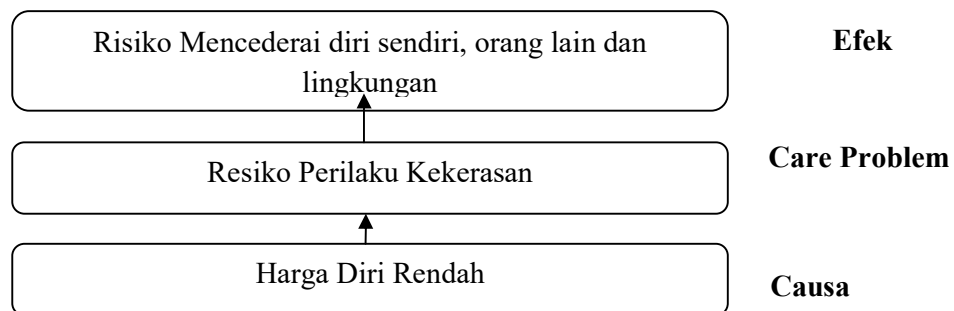 Risiko Mencederai diri sendiri, orang lain dan
lingkungan
Efek
Resiko Perilaku Kekerasan
Care Problem
Harga Diri Rendah
Causa